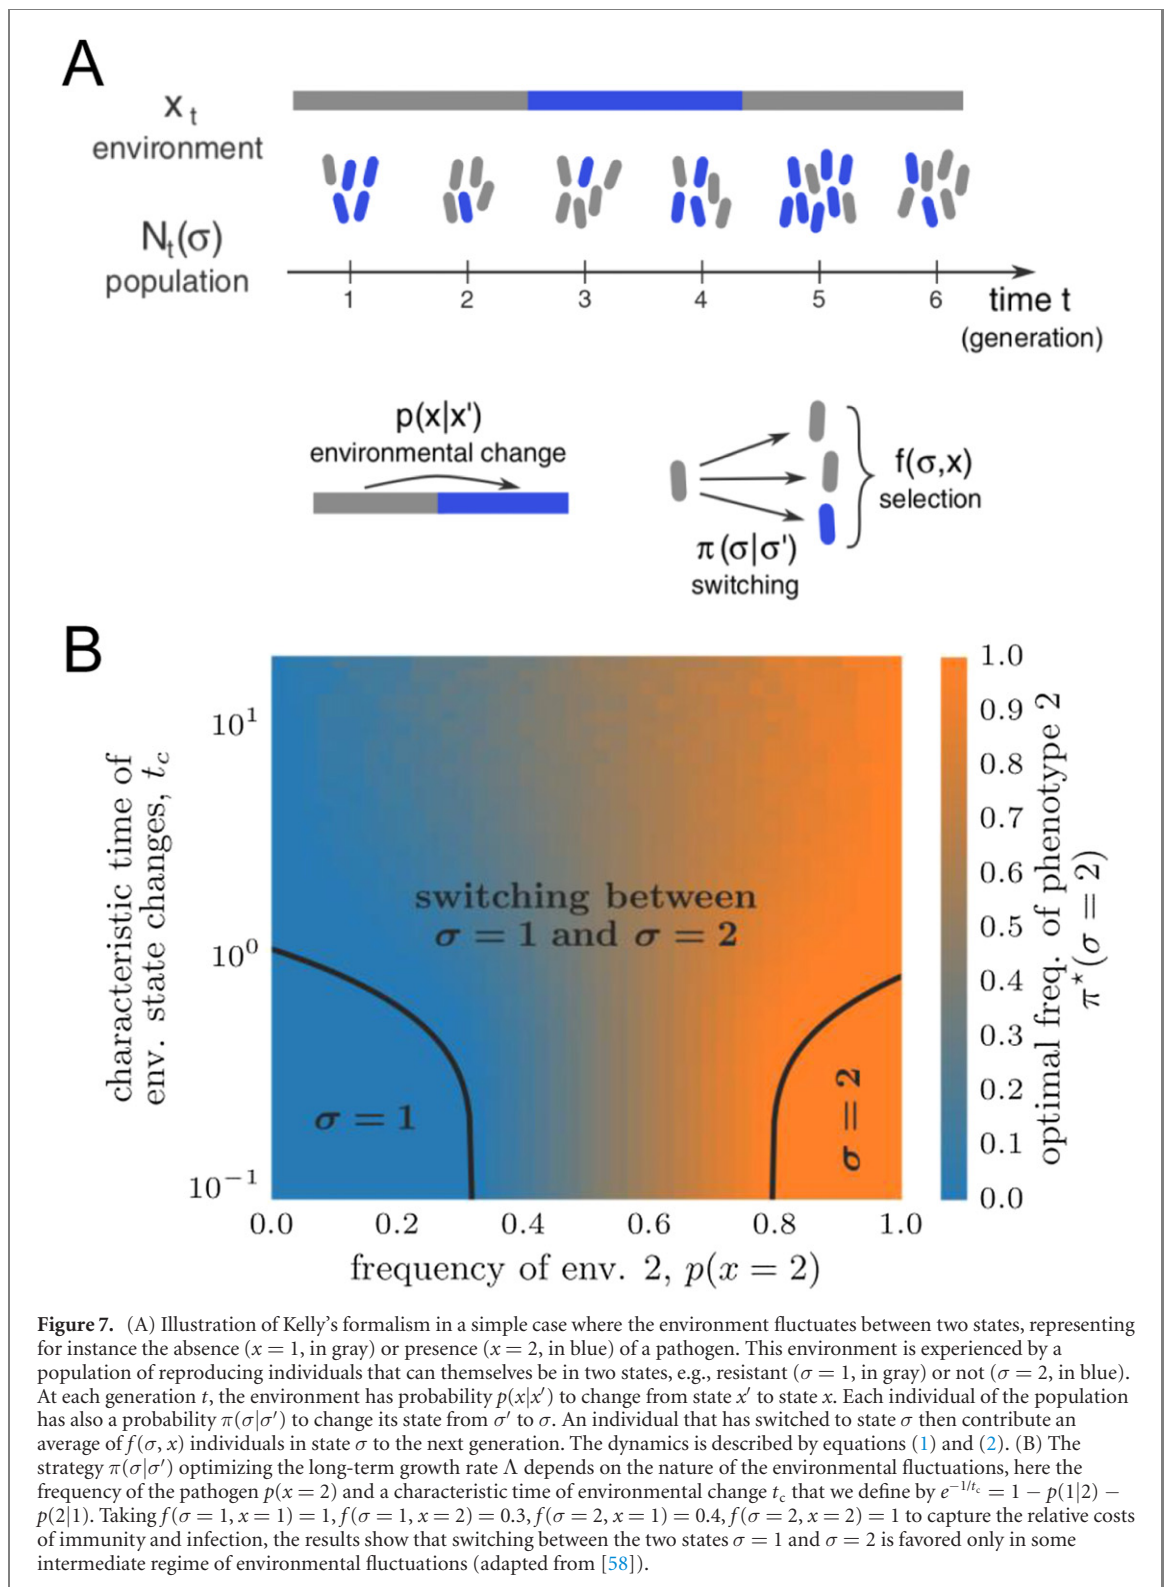 A
x t
environment
N t (σ)
population
1 2 3 4 5 6 time t
(generation)
p(x|x')
environmental change
f(σ,x)
selection
π(σ|σ')
switching
B
characteristic time of
env. state changes, t_c
10^1
10^0
10^−1
switching between
σ = 1 and σ = 2
σ = 1
σ = 2
0.0 0.2 0.4 0.6 0.8 1.0
frequency of env. 2, p(x = 2)
1.0
0.9
0.8
0.7
0.6
0.5
0.4
0.3
0.2
0.1
0.0
optimal freq. of phenotype 2
π*(σ = 2)
Figure 7. (A) Illustration of Kelly's formalism in a simple case where the environment fluctuates between two states, representing
for instance the absence (x = 1, in gray) or presence (x = 2, in blue) of a pathogen. This environment is experienced by a
population of reproducing individuals that can themselves be in two states, e.g., resistant (σ = 1, in gray) or not (σ = 2, in blue).
At each generation t, the environment has probability p(x|x′) to change from state x′ to state x. Each individual of the population
has also a probability π(σ|σ′) to change its state from σ′ to σ. An individual that has switched to state σ then contribute an
average of f(σ, x) individuals in state σ to the next generation. The dynamics is described by equations (1) and (2). (B) The
strategy π(σ|σ′) optimizing the long-term growth rate Λ depends on the nature of the environmental fluctuations, here the
frequency of the pathogen p(x = 2) and a characteristic time of environmental change t_c that we define by e^{−1/t_c} = 1 − p(1|2) −
p(2|1). Taking f(σ = 1, x = 1) = 1, f(σ = 1, x = 2) = 0.3, f(σ = 2, x = 1) = 0.4, f(σ = 2, x = 2) = 1 to capture the relative costs
of immunity and infection, the results show that switching between the two states σ = 1 and σ = 2 is favored only in some
intermediate regime of environmental fluctuations (adapted from [58]).